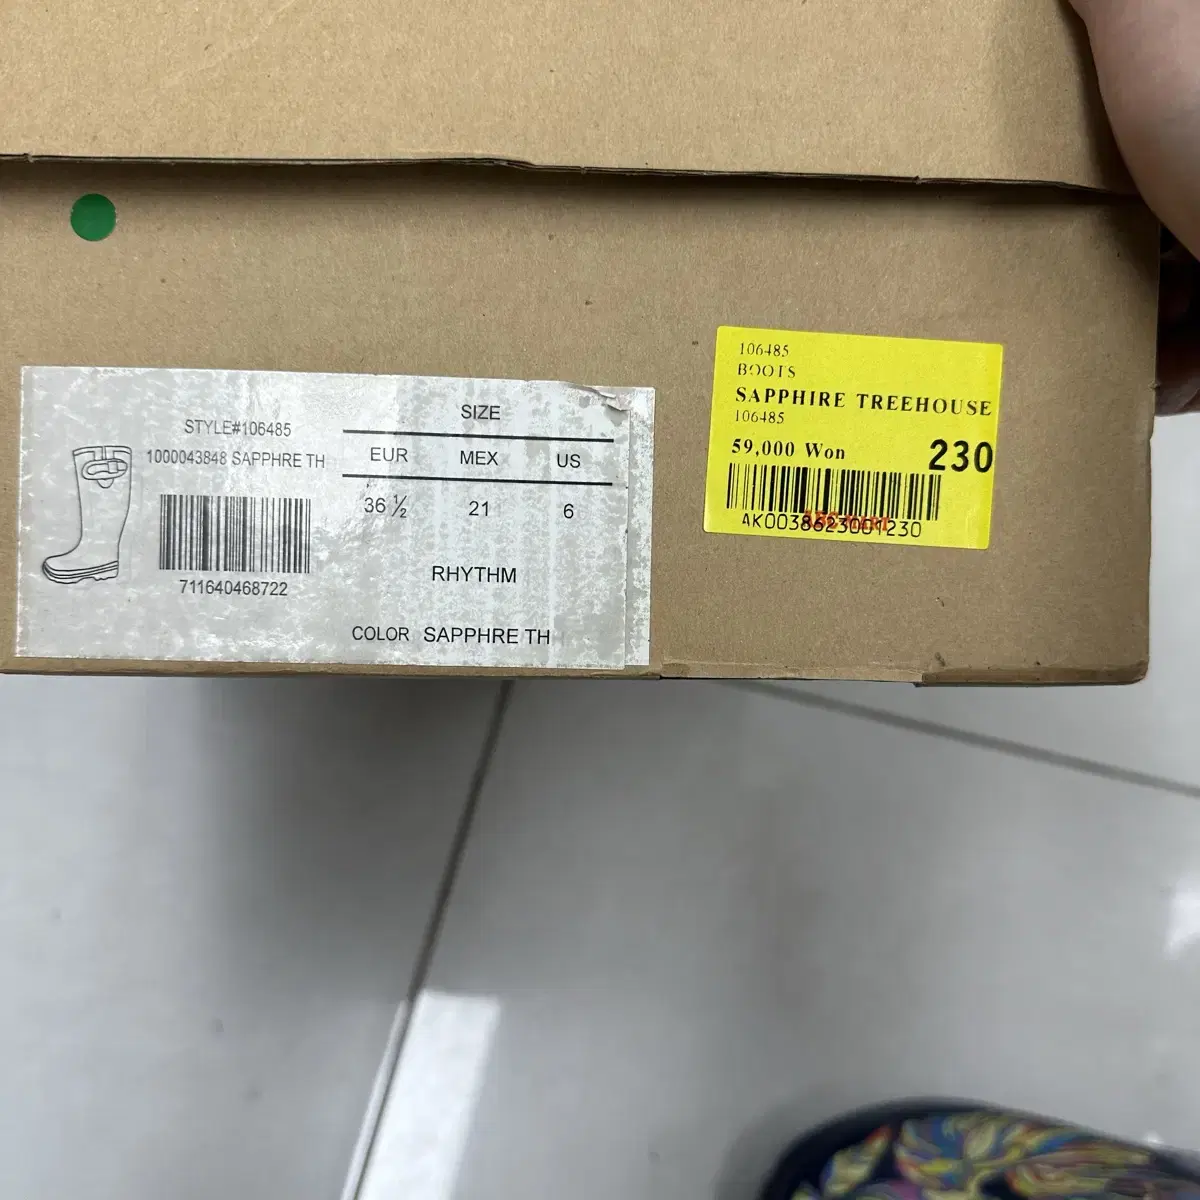 STYLE#106485
1000043848 SAPPHRE TH
711640468722
SIZE
EUR MEX US
36 ½ 21 6
RHYTHM
COLOR SAPPHRE TH
106485
BOOTS
SAPPHIRE TREEHOUSE
106485
59,000 Won 230
AK0038623001230